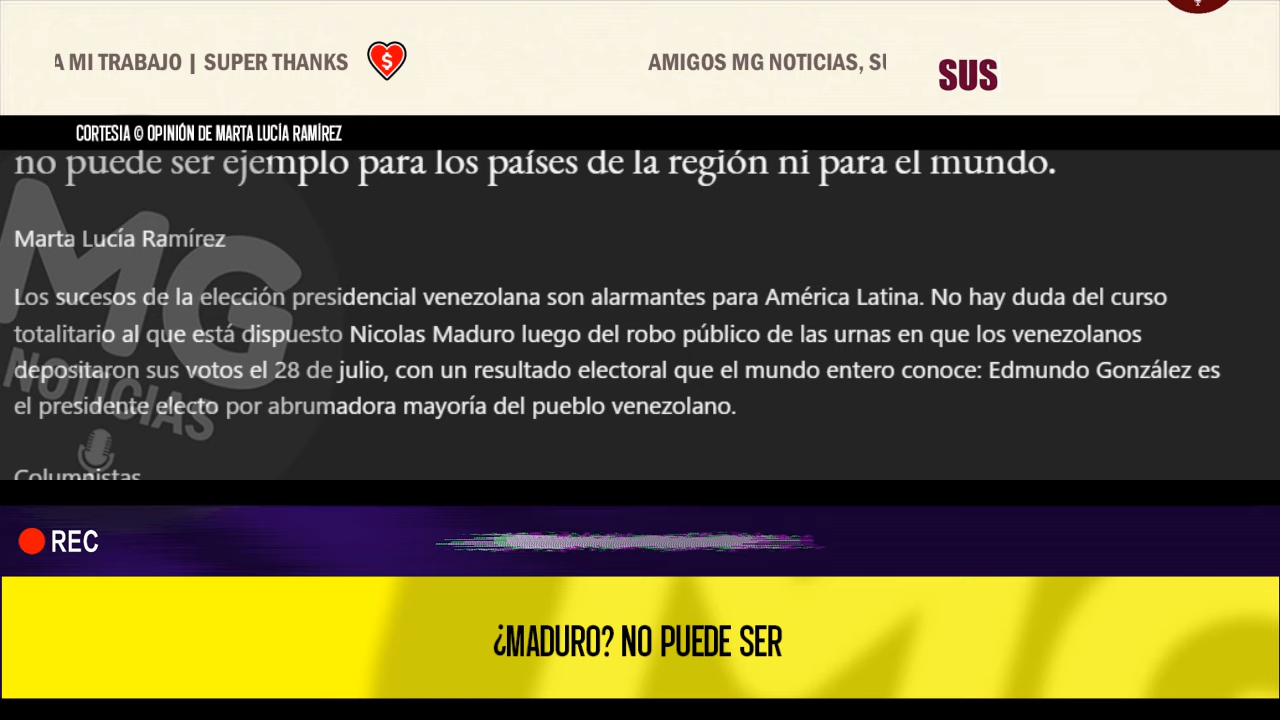 A MI TRABAJO | SUPER THANKS $ AMIGOS MG NOTICIAS, SU
SUS
CORTESIA © OPINIÓN DE MARTA LUCÍA RAMÍREZ
no puede ser ejemplo para los países de la región ni para el mundo.
Marta Lucía Ramírez
Los sucesos de la elección presidencial venezolana son alarmantes para América Latina. No hay duda del curso
totalitario al que está dispuesto Nicolas Maduro luego del robo público de las urnas en que los venezolanos
depositaron sus votos el 28 de julio, con un resultado electoral que el mundo entero conoce: Edmundo González es
el presidente electo por abrumadora mayoría del pueblo venezolano.
Columnistas
MG
NOTICIAS
REC
¿MADURO? NO PUEDE SER